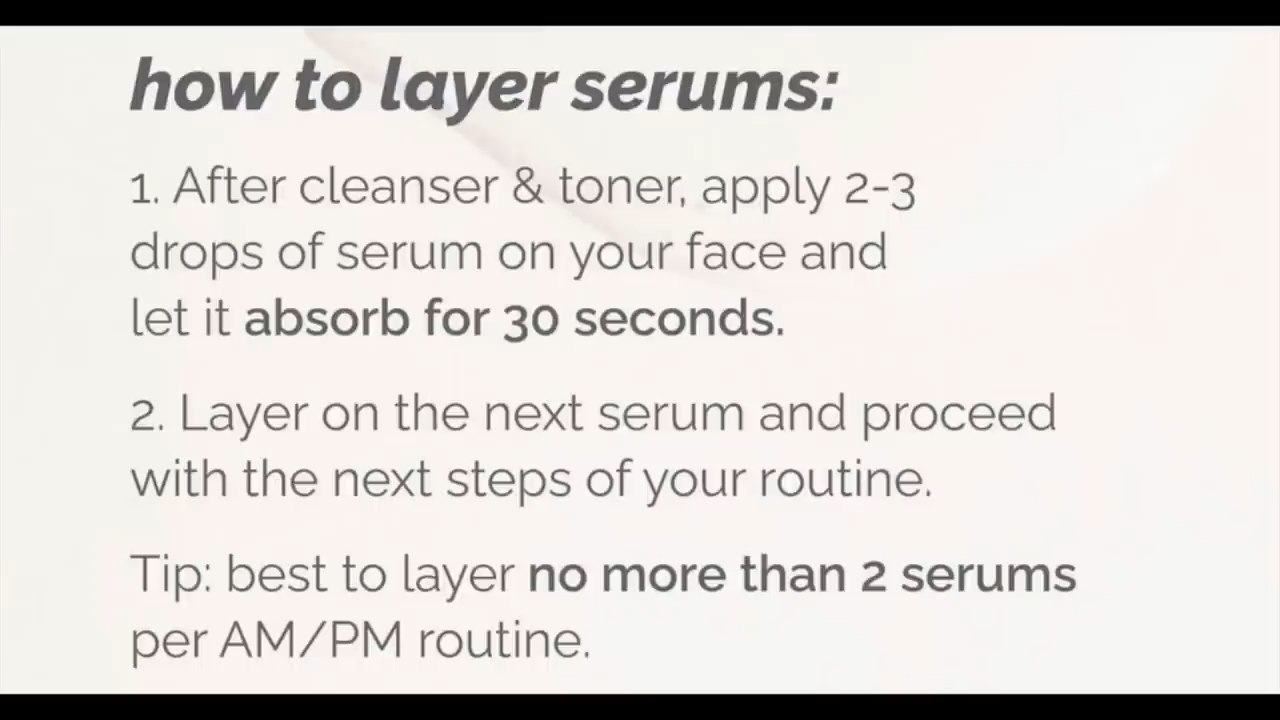 how to layer serums:
1. After cleanser & toner, apply 2-3
drops of serum on your face and
let it absorb for 30 seconds.
2. Layer on the next serum and proceed
with the next steps of your routine.
Tip: best to layer no more than 2 serums
per AM/PM routine.